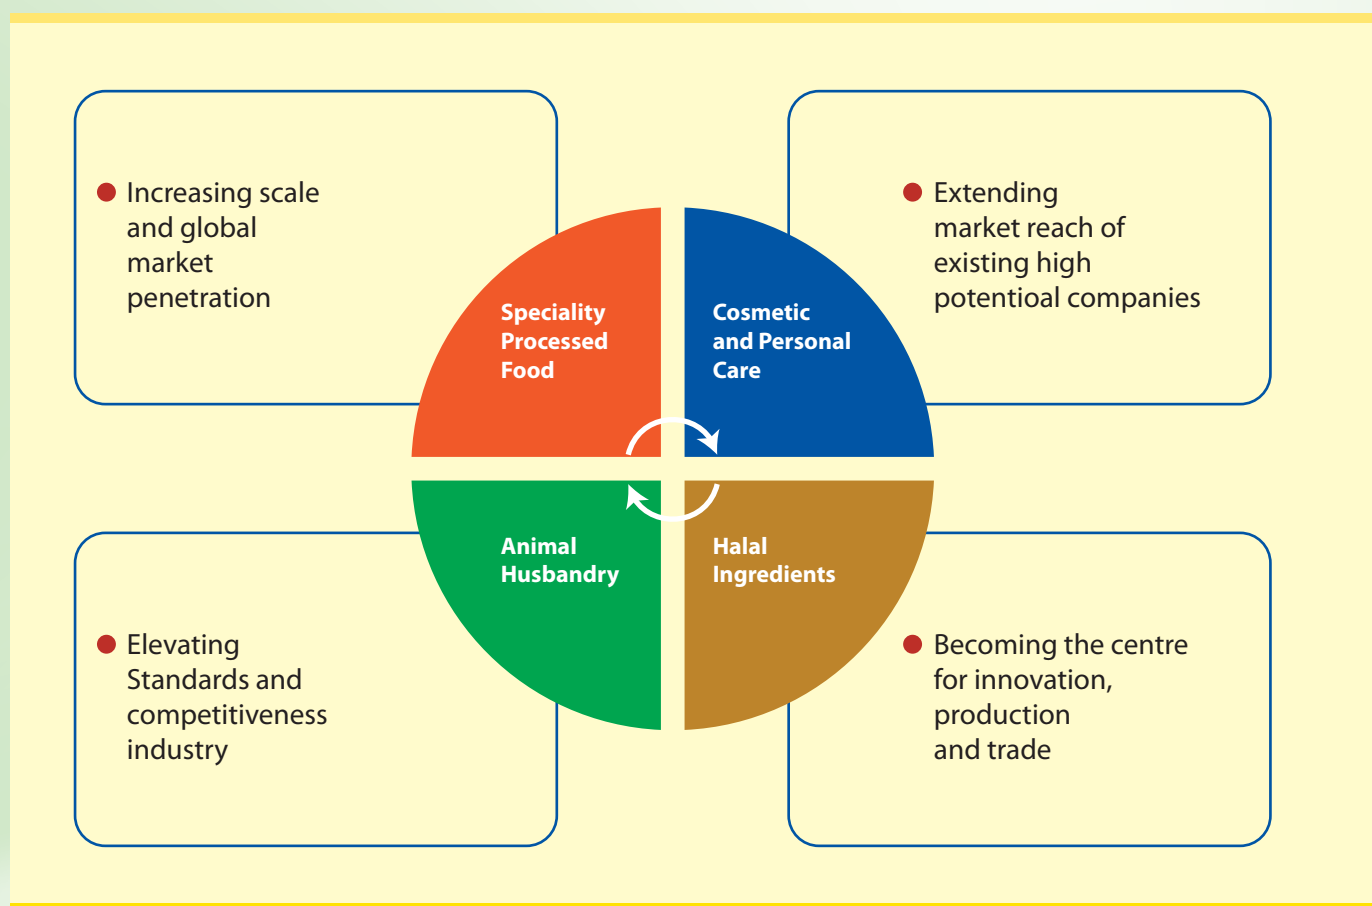 Increasing scale
and global
market
penetration
Extending
market reach of
existing high
potentioal companies
Speciality
Processed
Food
Cosmetic
and Personal
Care
Animal
Husbandry
Halal
Ingredients
Elevating
Standards and
competitiveness
industry
Becoming the centre
for innovation,
production
and trade